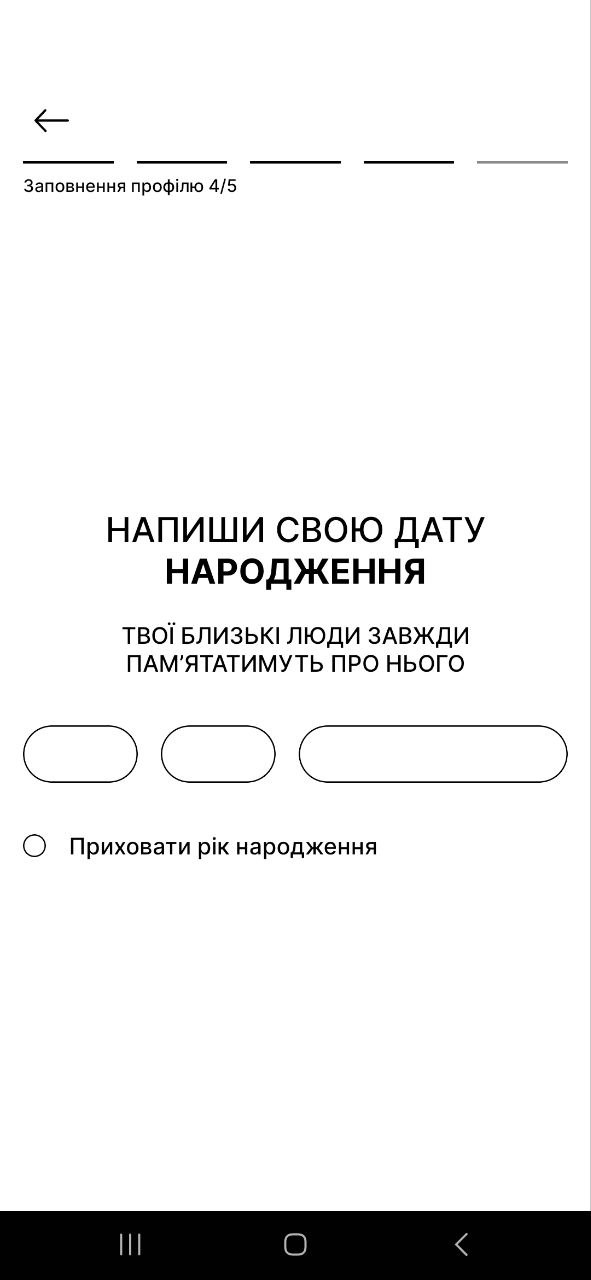 Заповнення профілю 4/5
НАПИШИ СВОЮ ДАТУ
НАРОДЖЕННЯ
ТВОЇ БЛИЗЬКІ ЛЮДИ ЗАВЖДИ
ПАМ’ЯТАТИМУТЬ ПРО НЬОГО
Приховати рік народження